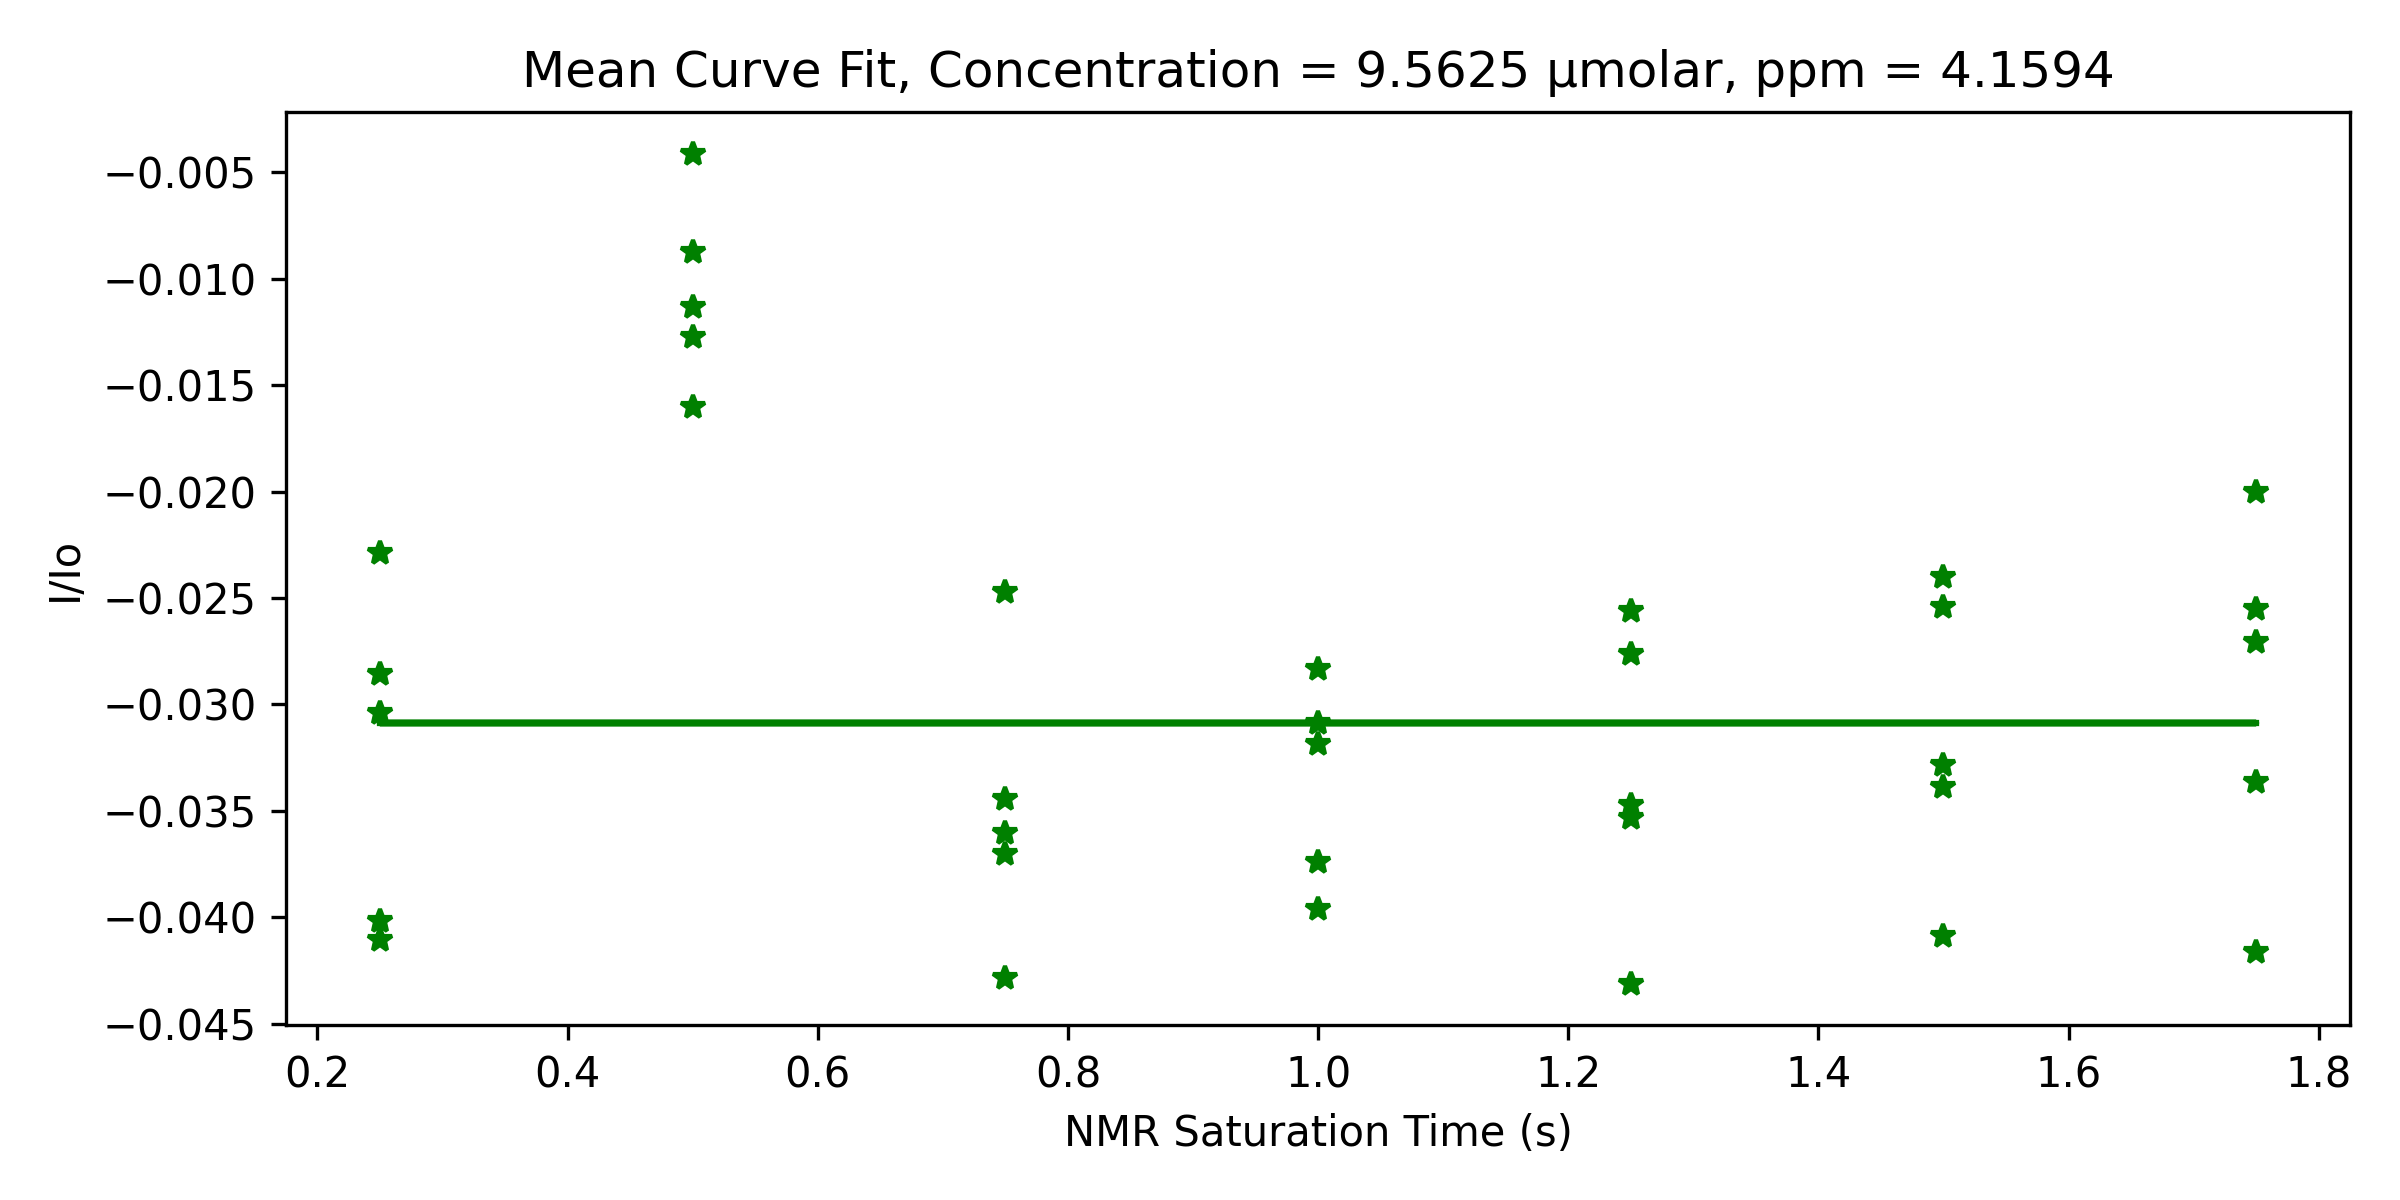 Mean Curve Fit, Concentration = 9.5625 μmolar, ppm = 4.1594
I/Io
−0.005
−0.010
−0.015
−0.020
−0.025
−0.030
−0.035
−0.040
−0.045
0.2 0.4 0.6 0.8 1.0 1.2 1.4 1.6 1.8
NMR Saturation Time (s)